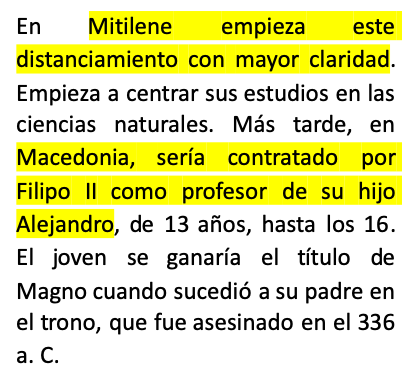 En Mitilene empieza este
distanciamiento con mayor claridad.
Empieza a centrar sus estudios en las
ciencias naturales. Más tarde, en
Macedonia, sería contratado por
Filipo II como profesor de su hijo
Alejandro, de 13 años, hasta los 16.
El joven se ganaría el título de
Magno cuando sucedió a su padre en
el trono, que fue asesinado en el 336
a. C.